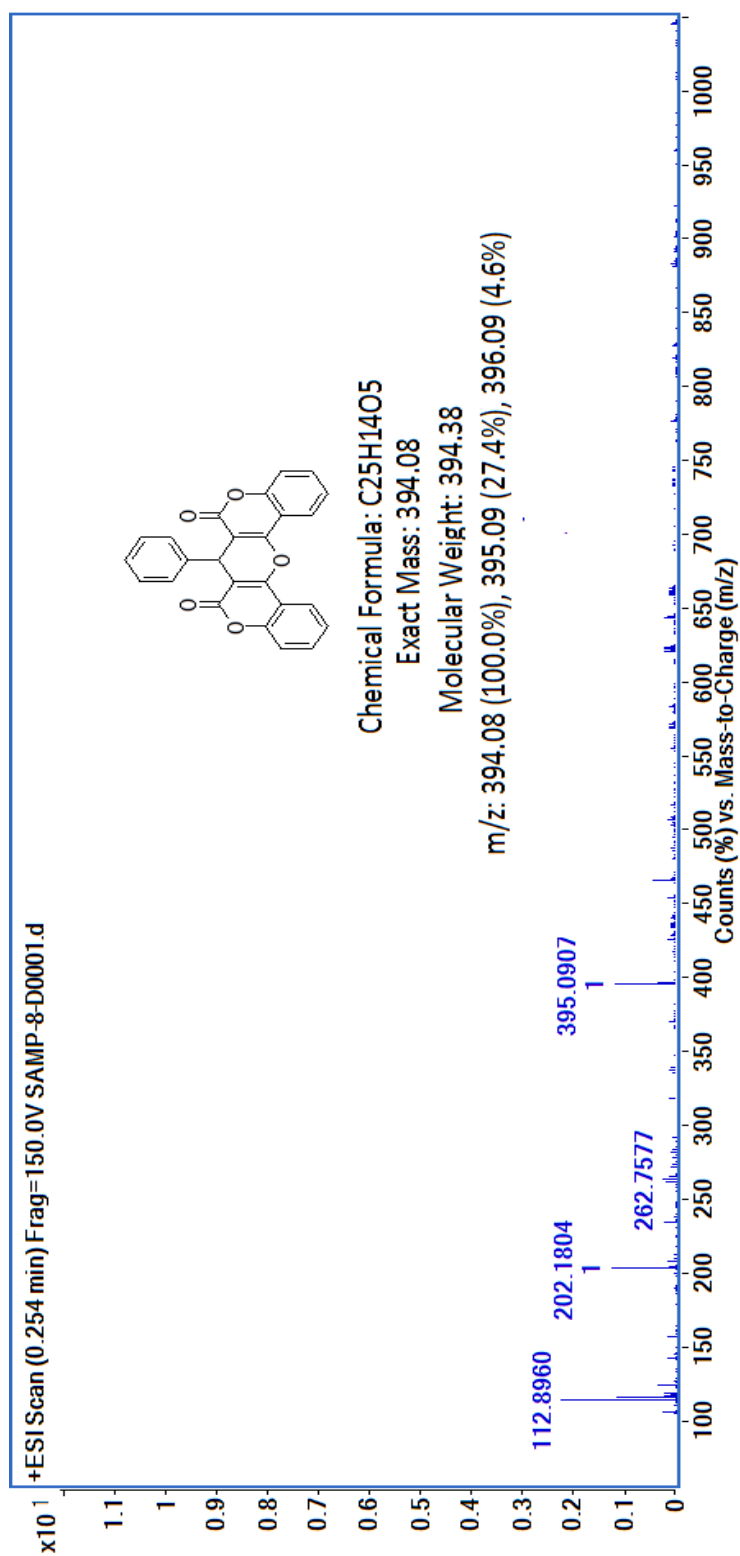 +ESI Scan (0.254 min) Frag=150.0V SAMP-8-D0001.d
x10 1
1.1
1
0.9
0.8
0.7
0.6
0.5
0.4
0.3
0.2
0.1
0
O
O
O
O
O
Chemical Formula: C25H14O5
Exact Mass: 394.08
Molecular Weight: 394.38
m/z: 394.08 (100.0%), 395.09 (27.4%), 396.09 (4.6%)
112.8960
202.1804
1
262.7577
395.0907
1
100 150 200 250 300 350 400 450 500 550 600 650 700 750 800 850 900 950 1000
Counts (%) vs. Mass-to-Charge (m/z)